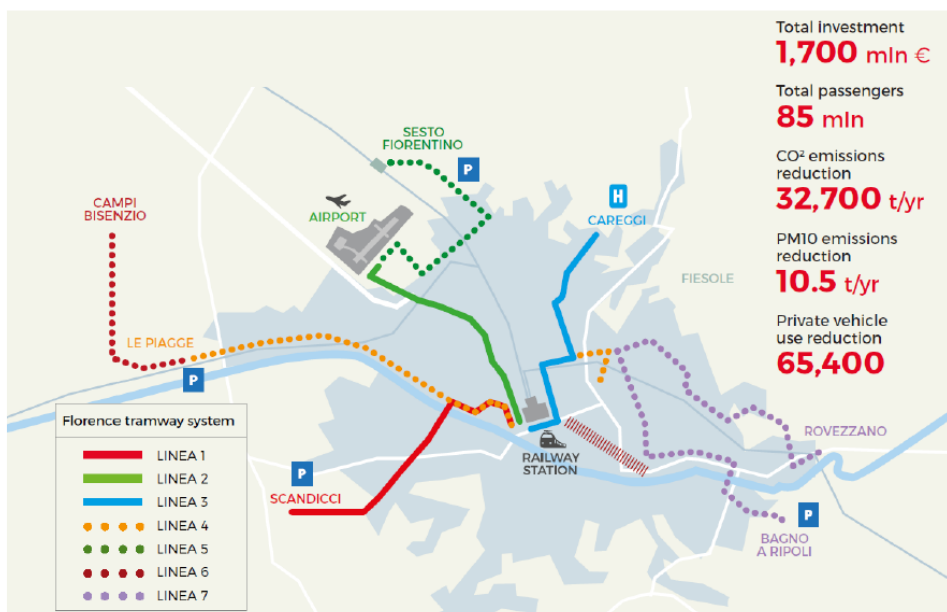 Total investment
1,700 mln €
Total passengers
85 mln
CO² emissions
reduction
32,700 t/yr
PM10 emissions
reduction
10.5 t/yr
Private vehicle
use reduction
65,400
SESTO
FIORENTINO
P
CAMPI
BISENZIO
AIRPORT
H
CAREGGI
FIESOLE
LE PIAGGE
P
ROVEZZANO
RAILWAY
STATION
P
SCANDICCI
P
BAGNO
A RIPOLI
Florence tramway system
LINEA 1
LINEA 2
LINEA 3
LINEA 4
LINEA 5
LINEA 6
LINEA 7